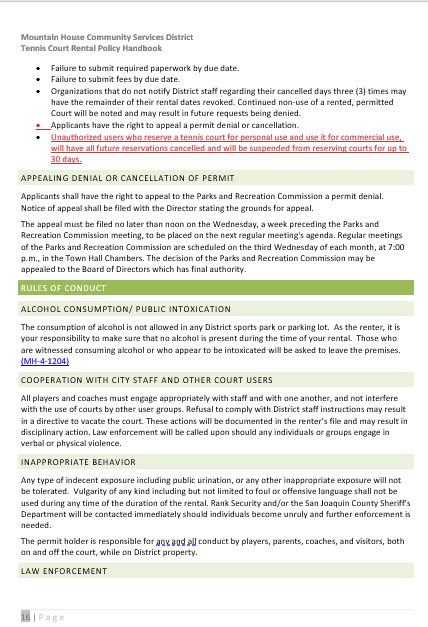 Mountain House Community Services District
Tennis Court Rental Policy Handbook
• Failure to submit required paperwork by due date.
• Failure to submit fees by due date.
• Organizations that do not notify District staff regarding their cancelled days three (3) times may
have the remainder of their rental dates revoked. Continued non-use of a rented, permitted
Court will be noted and may result in future requests being denied.
• Applicants have the right to appeal a permit denial or cancellation.
• Unauthorized users who reserve a tennis court for personal use and use it for commercial use,
will have all future reservations cancelled and will be suspended from reserving courts for up to
30 days.
APPEALING DENIAL OR CANCELLATION OF PERMIT
Applicants shall have the right to appeal to the Parks and Recreation Commission a permit denial.
Notice of appeal shall be filed with the Director stating the grounds for appeal.
The appeal must be filed no later than noon on the Wednesday, a week preceding the Parks and
Recreation Commission meeting, to be placed on the next regular meeting's agenda. Regular meetings
of the Parks and Recreation Commission are scheduled on the third Wednesday of each month, at 7:00
p.m., in the Town Hall Chambers. The decision of the Parks and Recreation Commission may be
appealed to the Board of Directors which has final authority.
RULES OF CONDUCT
ALCOHOL CONSUMPTION/ PUBLIC INTOXICATION
The consumption of alcohol is not allowed in any District sports park or parking lot. As the renter, it is
your responsibility to make sure that no alcohol is present during the time of your rental. Those who
are witnessed consuming alcohol or who appear to be intoxicated will be asked to leave the premises.
(MH-4-1204)
COOPERATION WITH CITY STAFF AND OTHER COURT USERS
All players and coaches must engage appropriately with staff and with one another, and not interfere
with the use of courts by other user groups. Refusal to comply with District staff instructions may result
in a directive to vacate the court. These actions will be documented in the renter's file and may result in
disciplinary action. Law enforcement will be called upon should any individuals or groups engage in
verbal or physical violence.
INAPPROPRIATE BEHAVIOR
Any type of indecent exposure including public urination, or any other inappropriate exposure will not
be tolerated. Vulgarity of any kind including but not limited to foul or offensive language shall not be
used during any time of the duration of the rental. Rank Security and/or the San Joaquin County Sheriff's
Department will be contacted immediately should individuals become unruly and further enforcement is
needed.
The permit holder is responsible for any and all conduct by players, parents, coaches, and visitors, both
on and off the court, while on District property.
LAW ENFORCEMENT
16 | Page